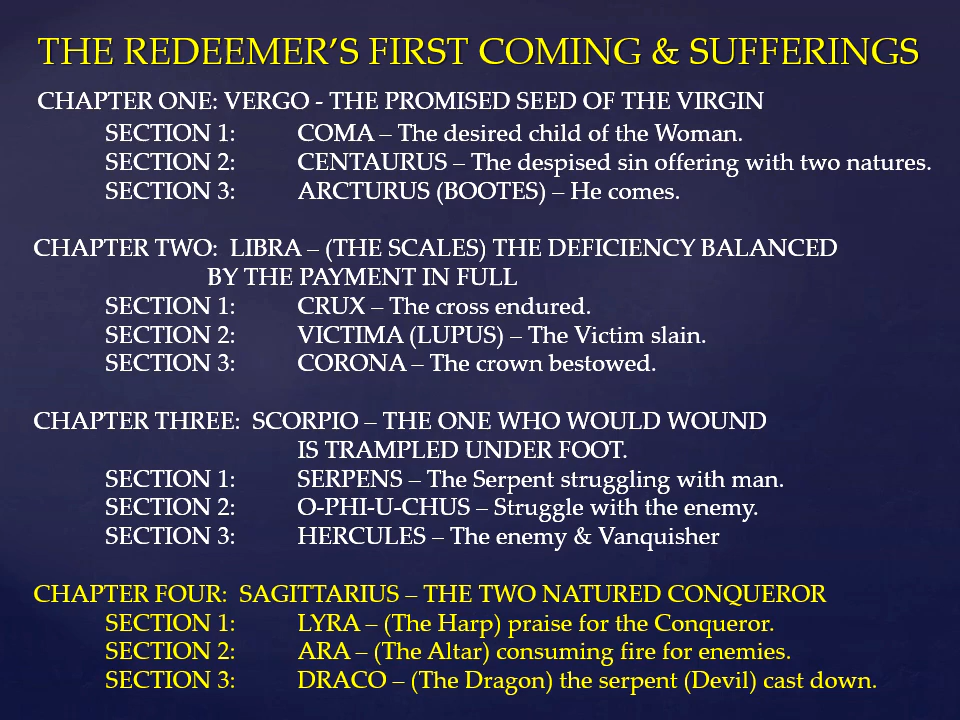 THE REDEEMER’S FIRST COMING & SUFFERINGS
CHAPTER ONE: VERGO - THE PROMISED SEED OF THE VIRGIN
SECTION 1: COMA – The desired child of the Woman.
SECTION 2: CENTAURUS – The despised sin offering with two natures.
SECTION 3: ARCTURUS (BOOTES) – He comes.
CHAPTER TWO: LIBRA – (THE SCALES) THE DEFICIENCY BALANCED
BY THE PAYMENT IN FULL
SECTION 1: CRUX – The cross endured.
SECTION 2: VICTIMA (LUPUS) – The Victim slain.
SECTION 3: CORONA – The crown bestowed.
CHAPTER THREE: SCORPIO – THE ONE WHO WOULD WOUND
IS TRAMPLED UNDER FOOT.
SECTION 1: SERPENS – The Serpent struggling with man.
SECTION 2: O-PHI-U-CHUS – Struggle with the enemy.
SECTION 3: HERCULES – The enemy & Vanquisher
CHAPTER FOUR: SAGITTARIUS – THE TWO NATURED CONQUEROR
SECTION 1: LYRA – (The Harp) praise for the Conqueror.
SECTION 2: ARA – (The Altar) consuming fire for enemies.
SECTION 3: DRACO – (The Dragon) the serpent (Devil) cast down.